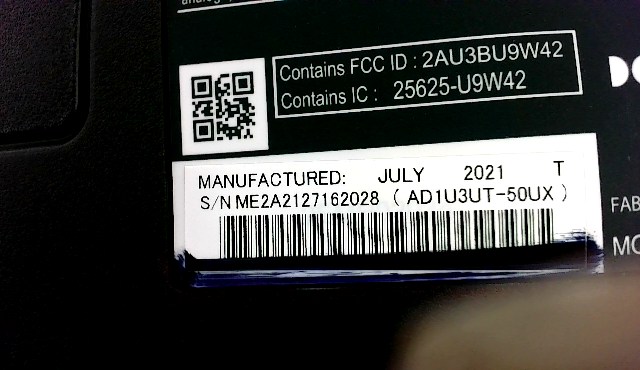 Contains FCC ID : 2AU3BU9W42
Contains IC : 25625-U9W42
MANUFACTURED: JULY 2021 T
S/N ME2A2127162028 ( AD1U3UT-50UX )